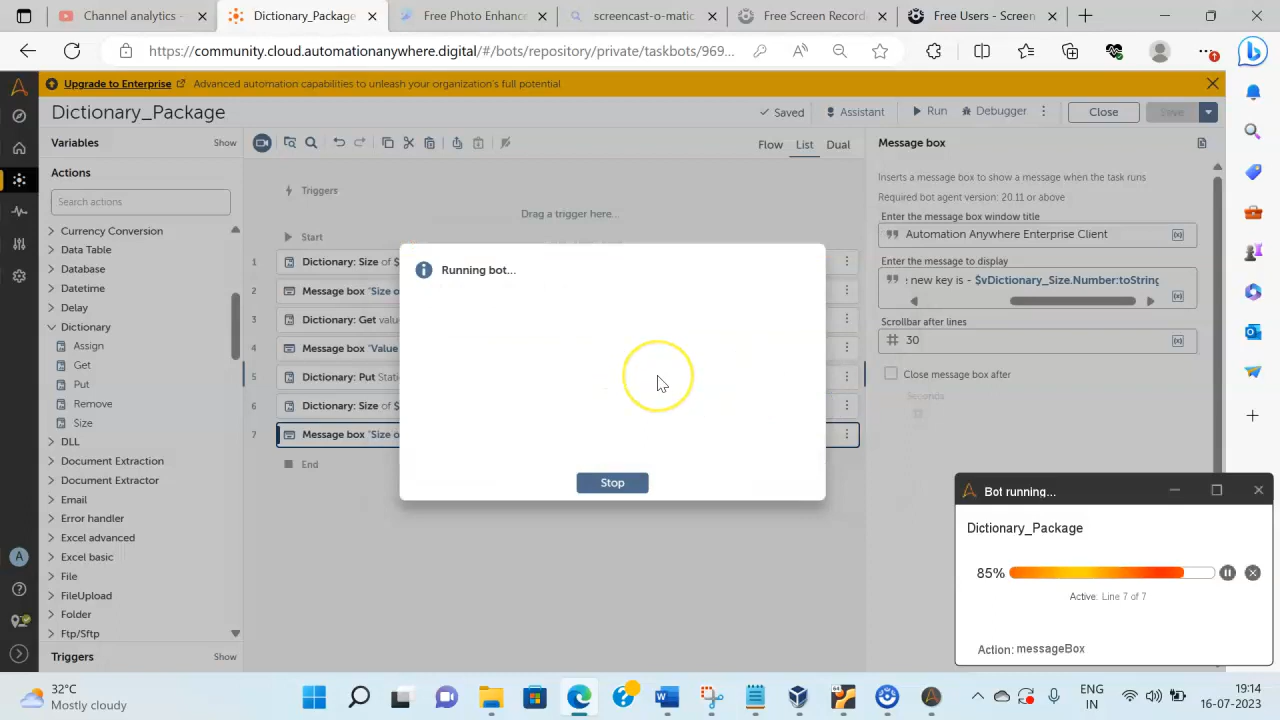 Channel analytics -
Dictionary_Package
Free Photo Enhance
screencast-o-matic
Free Screen Record
Free Users - Screen
https://community.cloud.automationanywhere.digital/#/bots/repository/private/taskbots/969...
Upgrade to Enterprise
Advanced automation capabilities to unleash your organization's full potential
Dictionary_Package
Saved
Assistant
Run
Debugger
Close
Save
Variables
Show
Flow
List
Dual
Message box
Actions
Search actions
Currency Conversion
Data Table
Database
Datetime
Delay
Dictionary
Assign
Get
Put
Remove
Size
DLL
Document Extraction
Document Extractor
Email
Error handler
Excel advanced
Excel basic
File
FileUpload
Folder
Ftp/Sftp
Triggers
Show
Triggers
Drag a trigger here...
Start
1 Dictionary: Size of $
2 Message box "Size o
3 Dictionary: Get value
4 Message box "Value
5 Dictionary: Put Stati
6 Dictionary: Size of $
7 Message box "Size o
End
Running bot...
Stop
Inserts a message box to show a message when the task runs
Required bot agent version: 20.11 or above
Enter the message box window title
Automation Anywhere Enterprise Client
Enter the message to display
: new key is - $vDictionary_Size.Number:toString
Scrollbar after lines
30
Close message box after
Seconds
Bot running...
Dictionary_Package
85%
Active: Line 7 of 7
Action: messageBox
A
32°C
Mostly cloudy
ENG
IN
19:14
16-07-2023